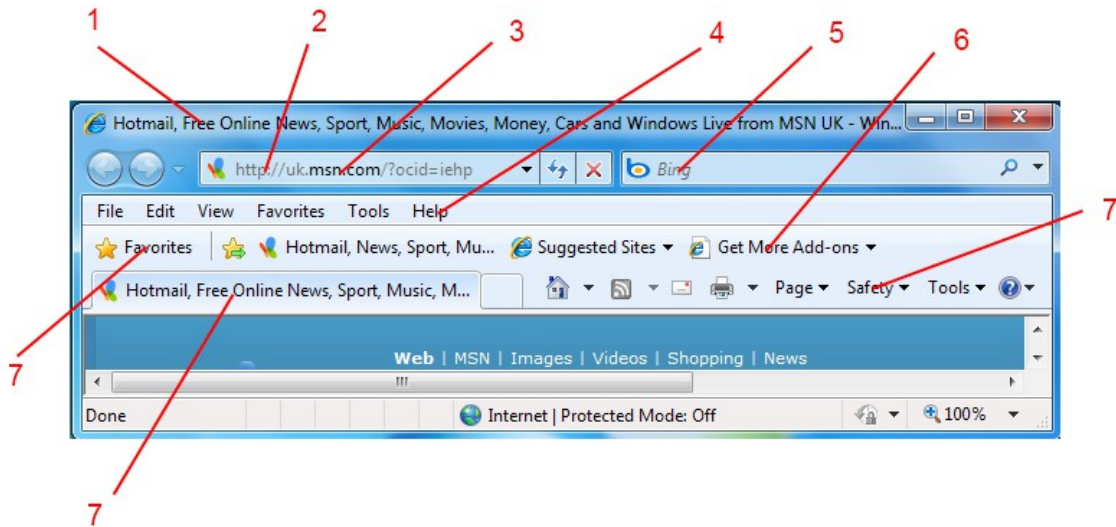 1 2 3 4 5 6
Hotmail, Free Online News, Sport, Music, Movies, Money, Cars and Windows Live from MSN UK - Win...
http://uk.msn.com/?ocid=iehp Bing
File Edit View Favorites Tools Help
7
Favorites Hotmail, News, Sport, Mu... Suggested Sites Get More Add-ons
Hotmail, Free Online News, Sport, Music, M... Page Safety Tools
7
Web | MSN | Images | Videos | Shopping | News
Done Internet | Protected Mode: Off 100%
7